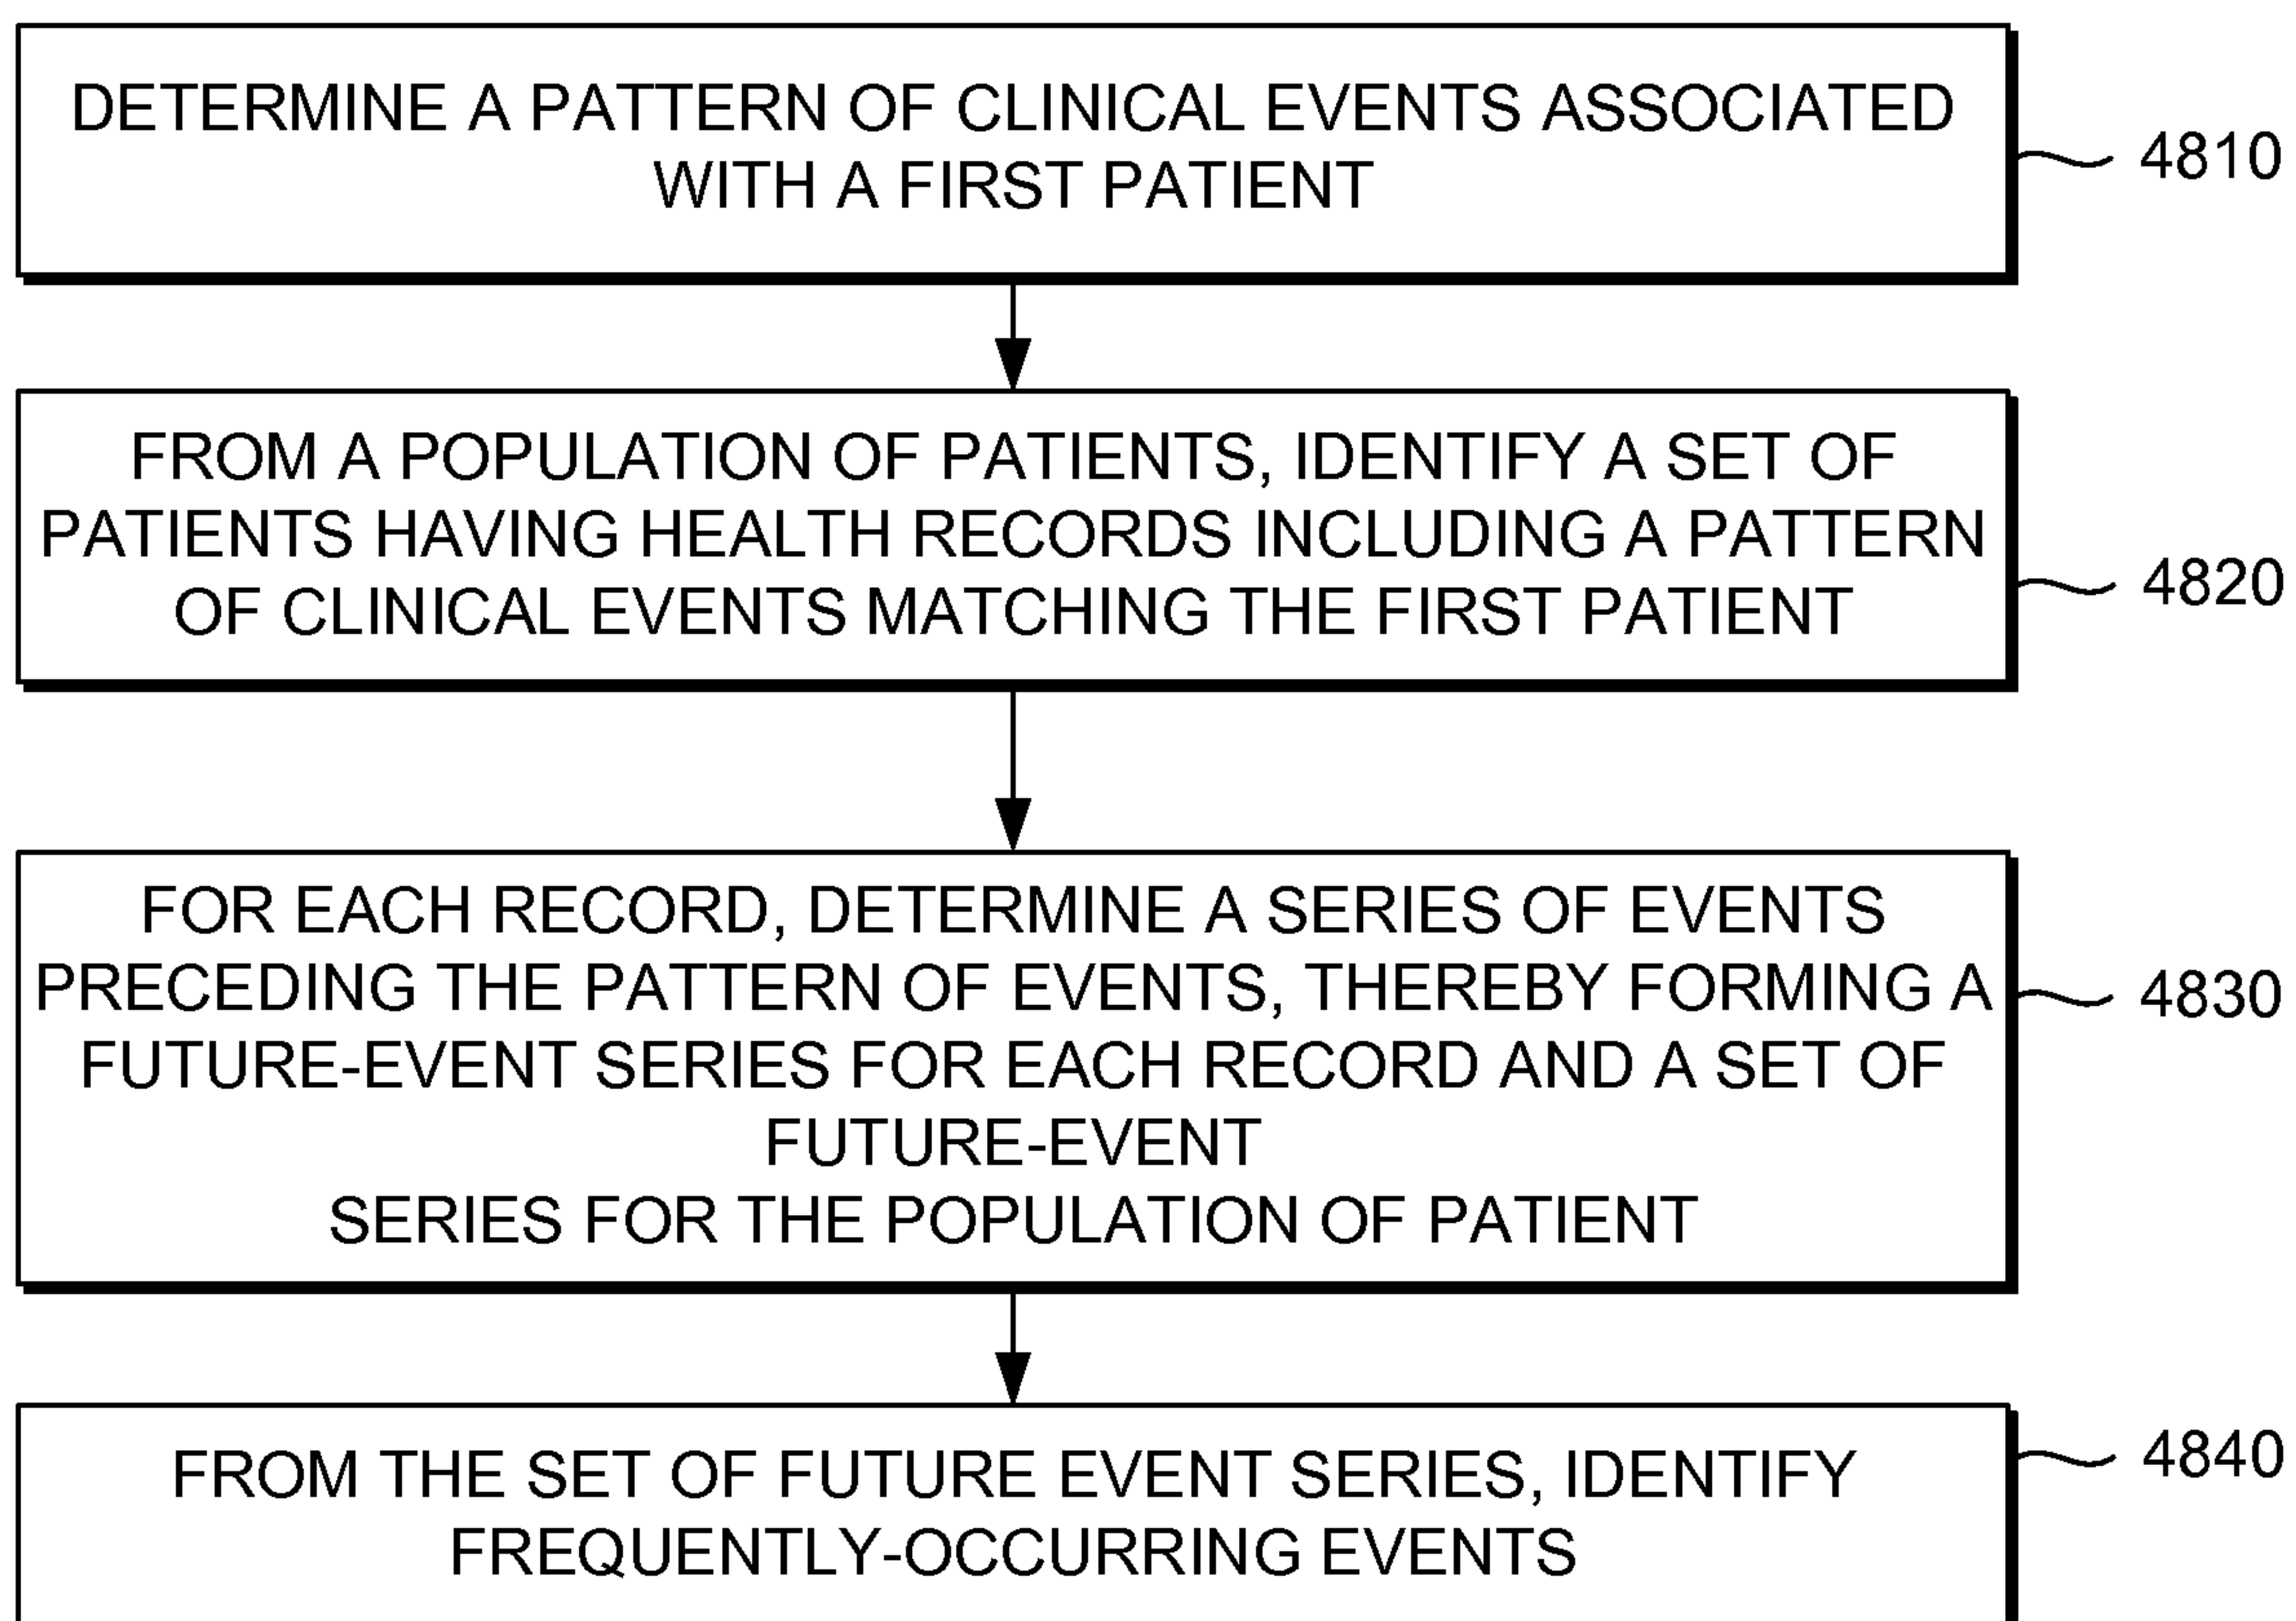 DETERMINE A PATTERN OF CLINICAL EVENTS ASSOCIATED
WITH A FIRST PATIENT
4810
FROM A POPULATION OF PATIENTS, IDENTIFY A SET OF
PATIENTS HAVING HEALTH RECORDS INCLUDING A PATTERN
OF CLINICAL EVENTS MATCHING THE FIRST PATIENT
4820
FOR EACH RECORD, DETERMINE A SERIES OF EVENTS
PRECEDING THE PATTERN OF EVENTS, THEREBY FORMING A
FUTURE-EVENT SERIES FOR EACH RECORD AND A SET OF
FUTURE-EVENT
SERIES FOR THE POPULATION OF PATIENT
4830
FROM THE SET OF FUTURE EVENT SERIES, IDENTIFY
FREQUENTLY-OCCURRING EVENTS
4840